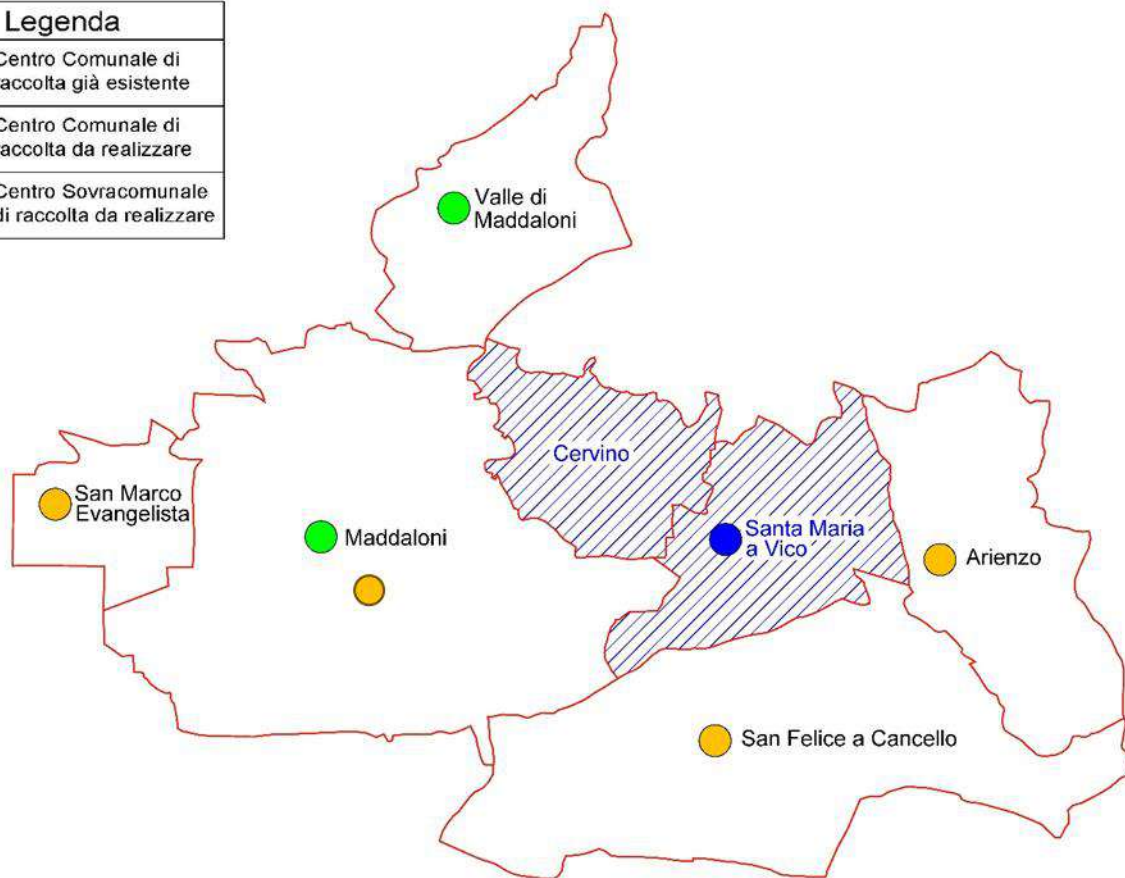 Legenda
Centro Comunale di
raccolta già esistente
Centro Comunale di
raccolta da realizzare
Centro Sovracomunale
di raccolta da realizzare
Valle di
Maddaloni
Cervino
San Marco
Evangelista
Maddaloni
Santa Maria
a Vico
Arienzo
San Felice a Cancello